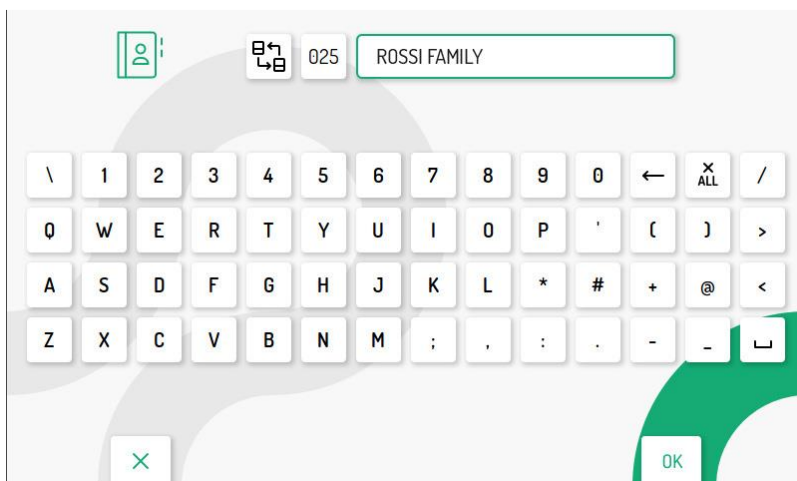 025 ROSSI FAMILY
\ 1 2 3 4 5 6 7 8 9 0 ← × ALL /
Q W E R T Y U I O P ' ( ) >
A S D F G H J K L * # + @ <
Z X C V B N M ; , : . - _
OK